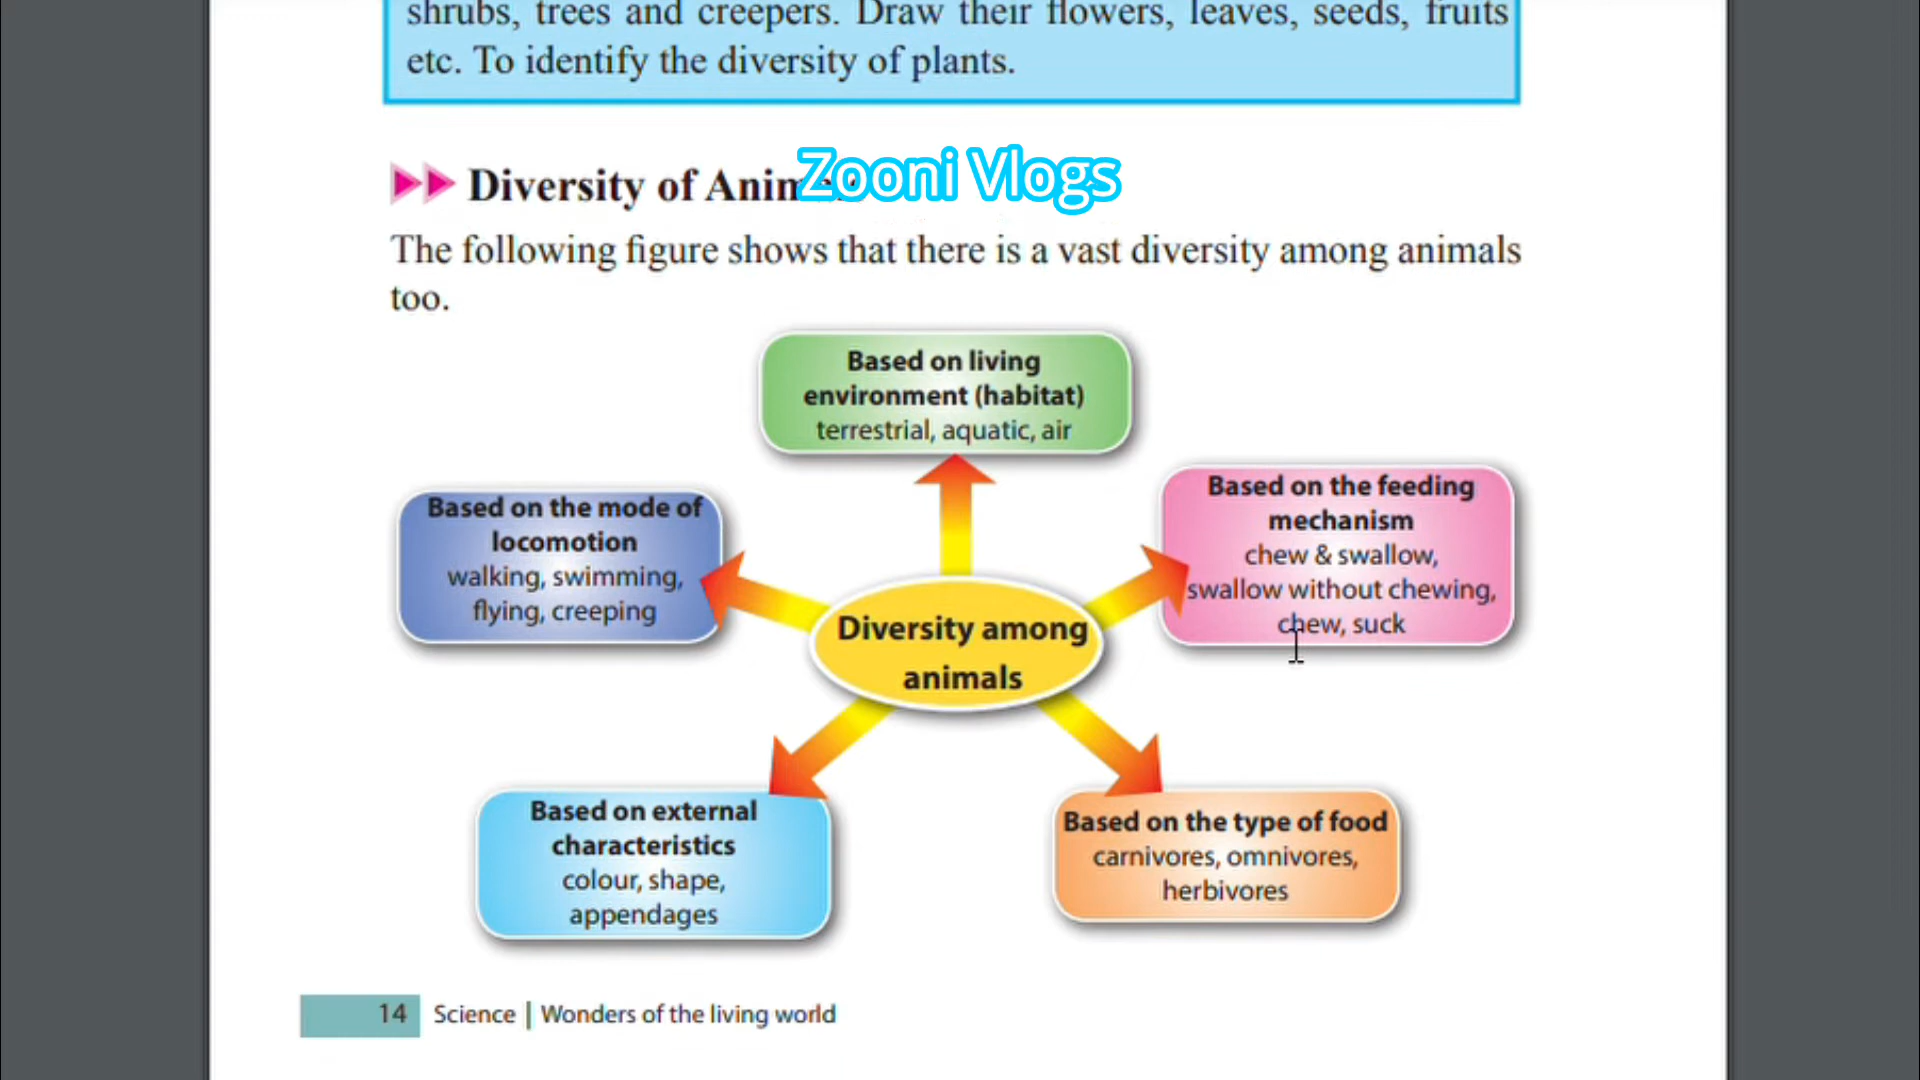 shrubs, trees and creepers. Draw their flowers, leaves, seeds, fruits
etc. To identify the diversity of plants.
Zooni Vlogs
Diversity of
The following figure shows that there is a vast diversity among animals
too.
Based on living
environment (habitat)
terrestrial, aquatic, air
Based on the mode of
locomotion
walking, swimming,
flying, creeping
Based on the feeding
mechanism
chew & swallow,
swallow without chewing,
chew, suck
Diversity among
animals
Based on external
characteristics
colour, shape,
appendages
Based on the type of food
carnivores, omnivores,
herbivores
14 Science | Wonders of the living world